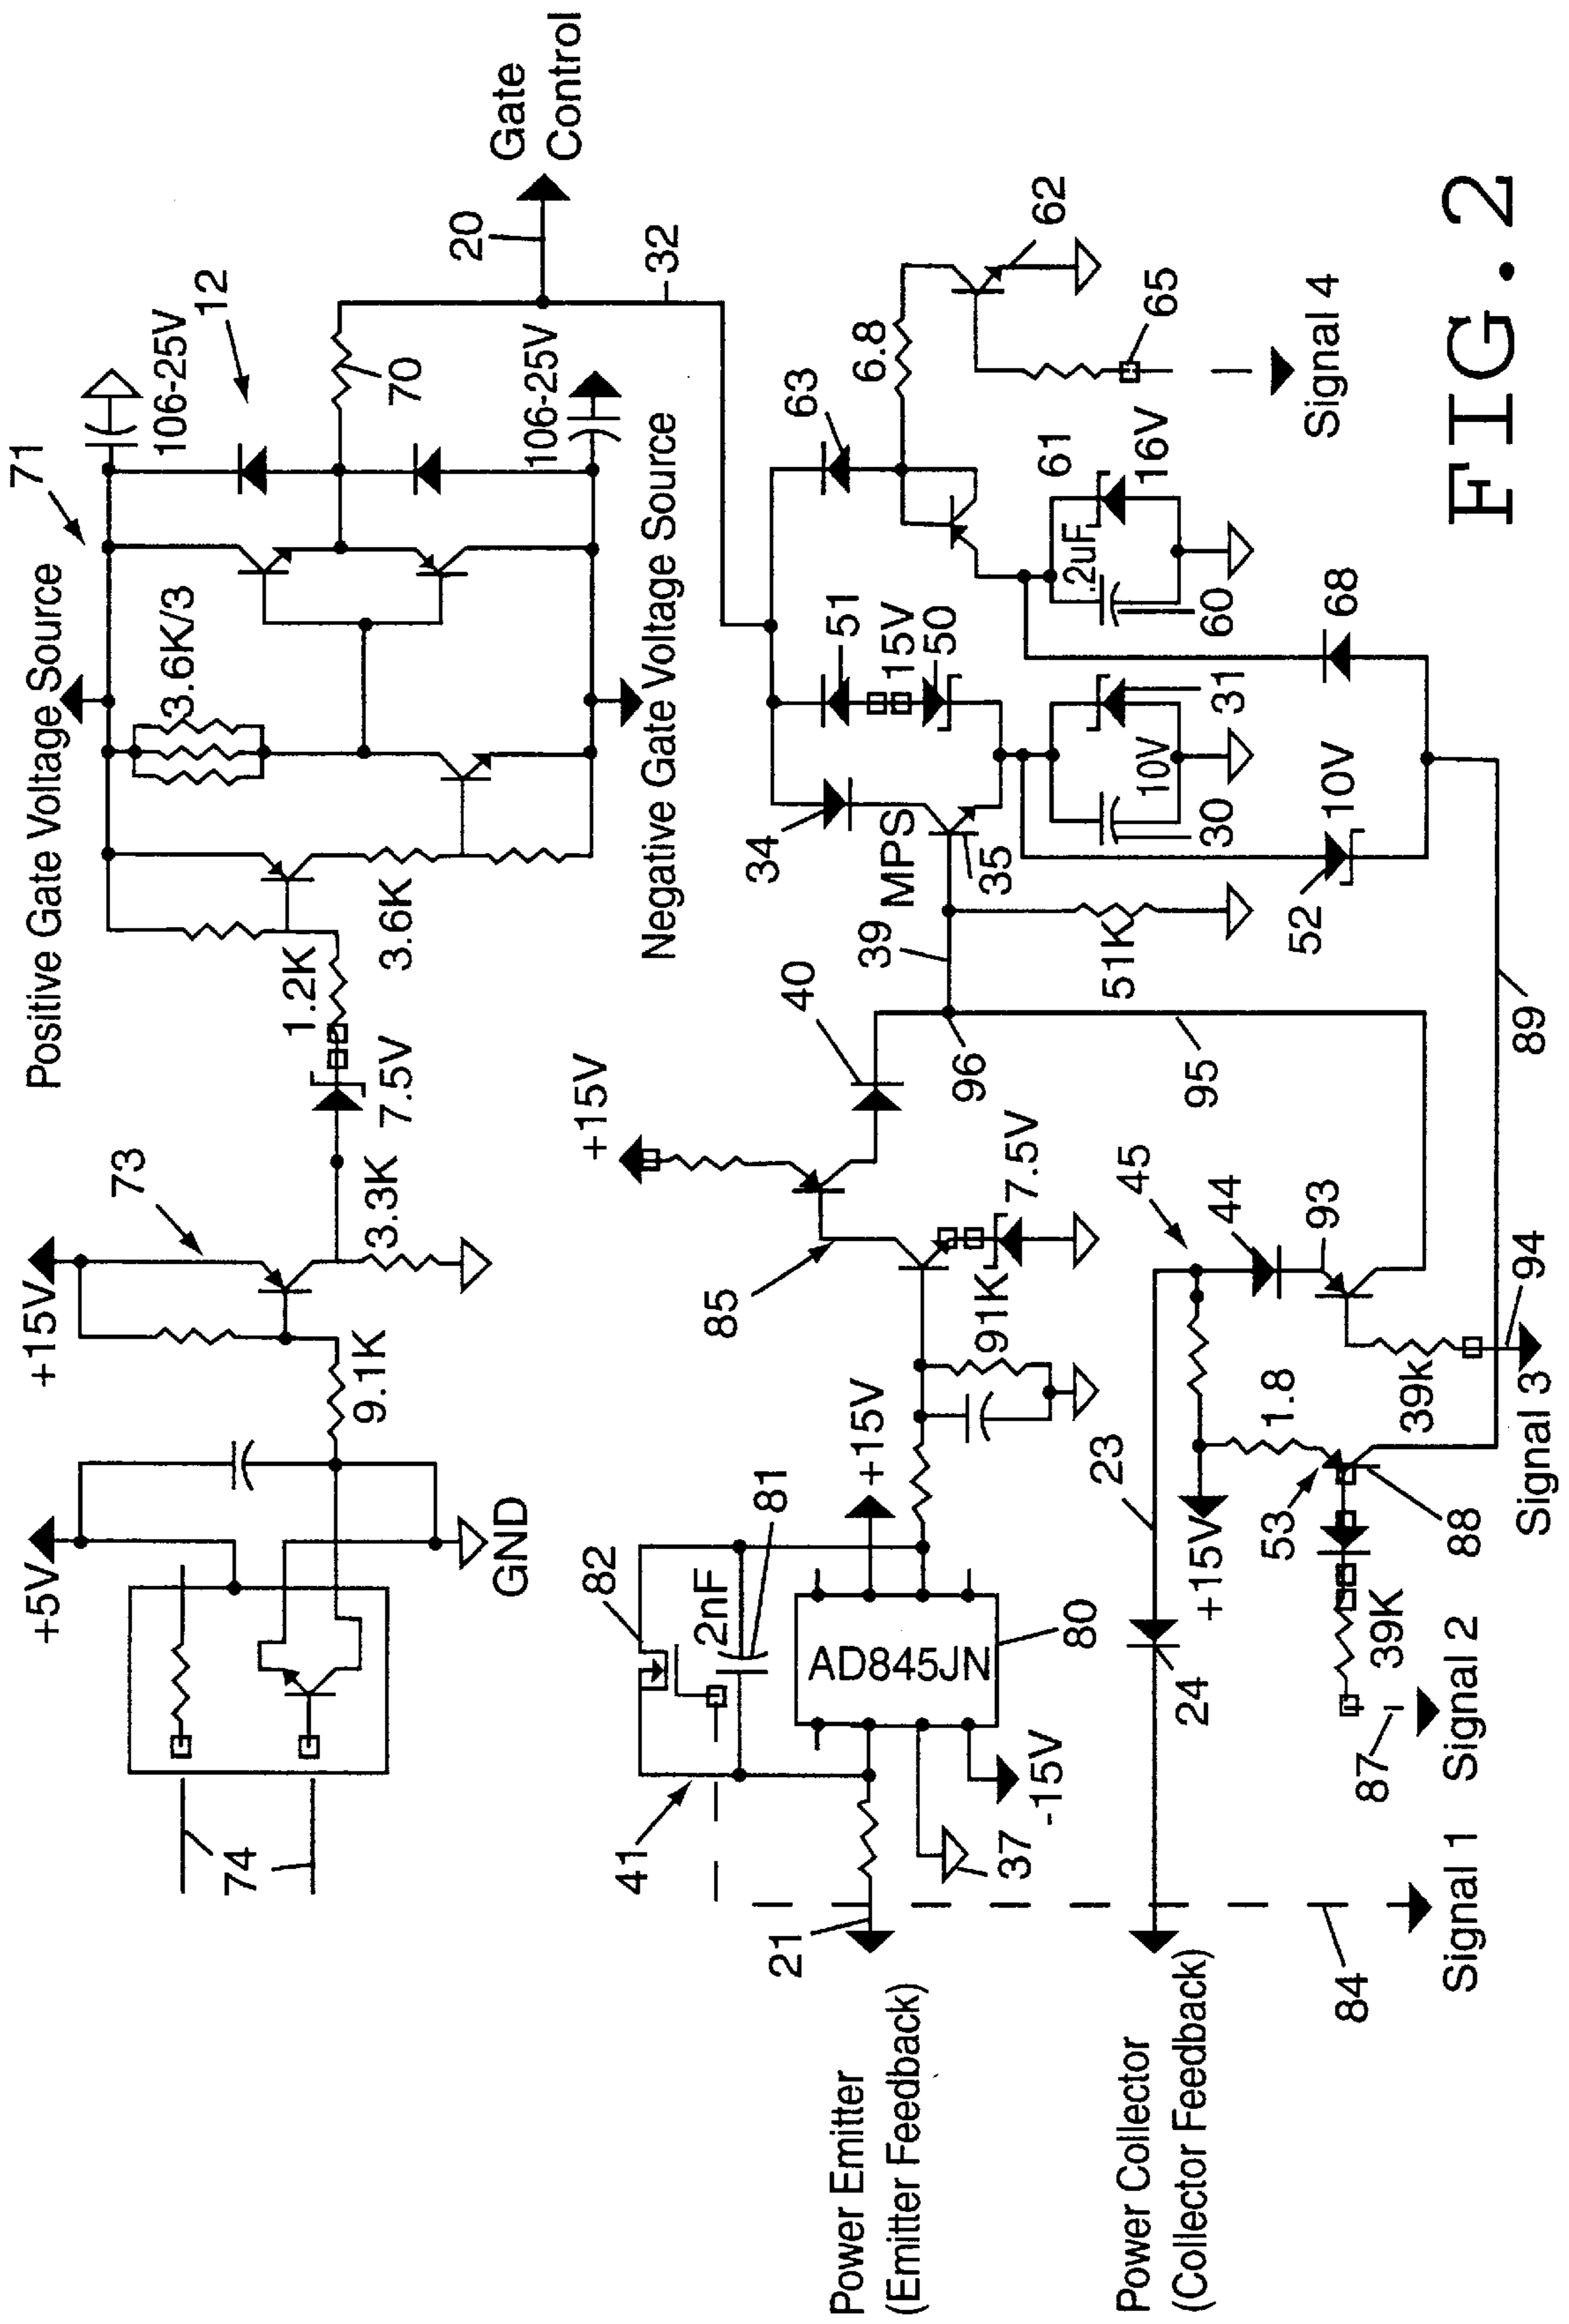 Positive Gate Voltage Source
71
12
+5V
+15V
73
106-25V
3.6K/3
74
9.1K
3.3K
7.5V
1.2K
3.6K
70
106-25V
20
Gate
Control
GND
Negative Gate Voltage Source
32
+15V
82
2nF
81
41
+15V
85
40
39
34
MPS
51
15V
50
63
6.8
62
AD845JN
80
91K
7.5V
96
35
51K
10V
30
31
.2uF
61
16V
60
65
21
37
-15V
Power Emitter
(Emitter Feedback)
23
45
44
93
95
52
10V
68
Signal 4
24
+15V
1.8
53
39K
88
39k
94
89
Power Collector
(Collector Feedback)
84
87
Signal 1
Signal 2
Signal 3
FIG.2